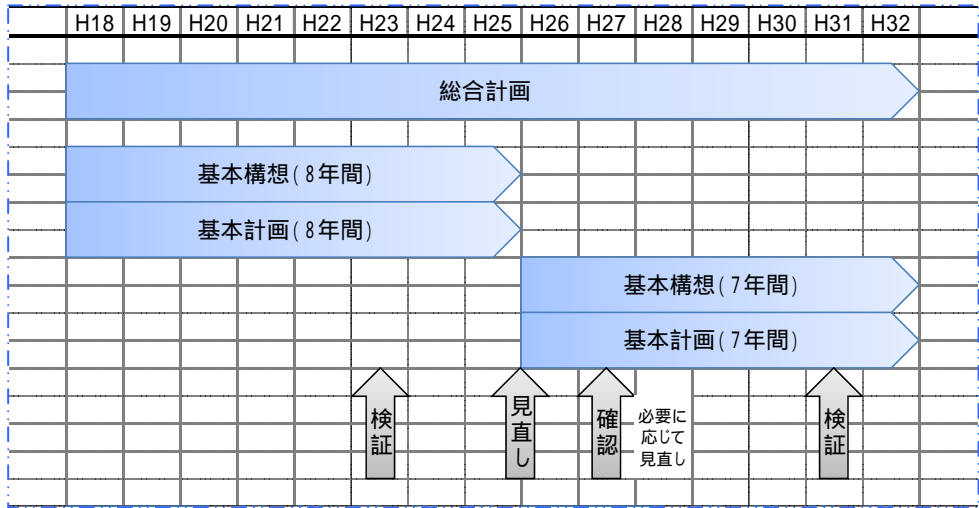 H18 H19 H20 H21 H22 H23 H24 H25 H26 H27 H28 H29 H30 H31 H32
総合計画
基本構想(8年間)
基本計画(8年間)
基本構想(7年間)
基本計画(7年間)
検証
見直し
確認
必要に
応じて
見直し
検証